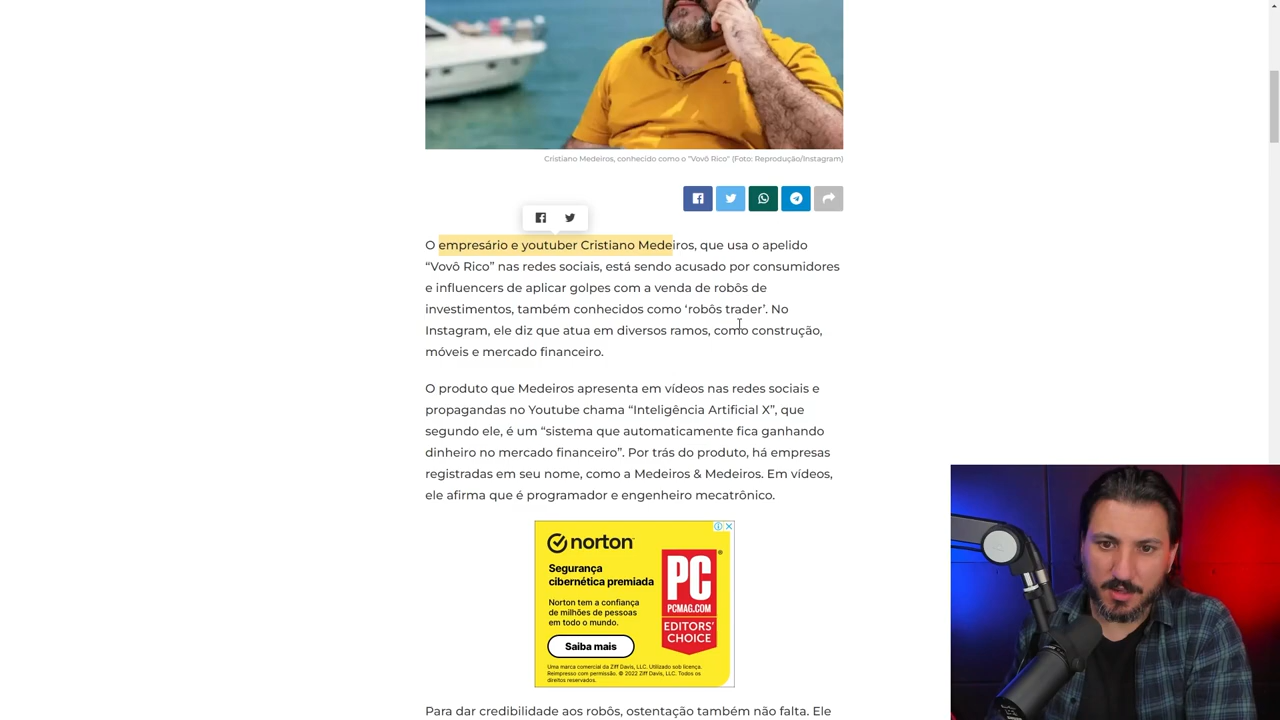 Cristiano Medeiros, conhecido como o "Vovô Rico" (Foto: Reprodução/Instagram)
O empresário e youtuber Cristiano Medeiros, que usa o apelido
“Vovô Rico” nas redes sociais, está sendo acusado por consumidores
e influencers de aplicar golpes com a venda de robôs de
investimentos, também conhecidos como ‘robôs trader’. No
Instagram, ele diz que atua em diversos ramos, como construção,
móveis e mercado financeiro.
O produto que Medeiros apresenta em vídeos nas redes sociais e
propagandas no Youtube chama “Inteligência Artificial X”, que
segundo ele, é um “sistema que automaticamente fica ganhando
dinheiro no mercado financeiro”. Por trás do produto, há empresas
registradas em seu nome, como a Medeiros & Medeiros. Em vídeos,
ele afirma que é programador e engenheiro mecatrônico.
norton
Segurança
cibernética premiada
Norton tem a confiança
de milhões de pessoas
em todo o mundo.
Saiba mais
PC
PCMAG.COM
EDITORS'
CHOICE
Uma marca comercial da Ziff Davis, LLC. Utilizado sob licença.
Reimpresso com permissão. © 2022 Ziff Davis, LLC. Todos os
direitos reservados.
Para dar credibilidade aos robôs, ostentação também não falta. Ele